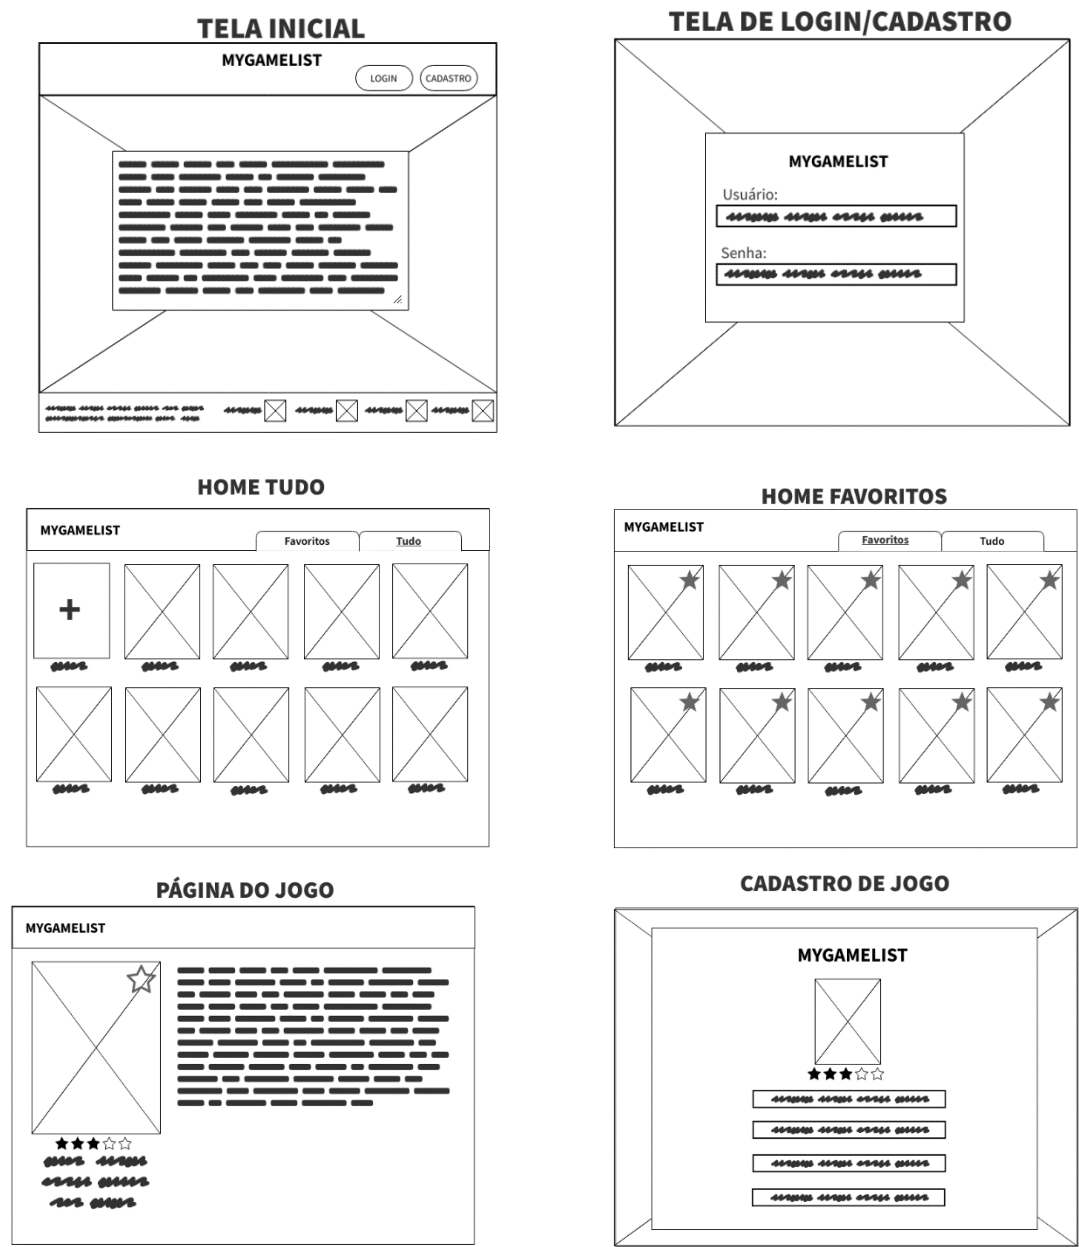 TELA INICIAL
MYGAMELIST
LOGIN
CADASTRO
TELA DE LOGIN/CADASTRO
MYGAMELIST
Usuário:
Senha:
HOME TUDO
MYGAMELIST
Favoritos
Tudo
HOME FAVORITOS
MYGAMELIST
Favoritos
Tudo
PÁGINA DO JOGO
MYGAMELIST
CADASTRO DE JOGO
MYGAMELIST